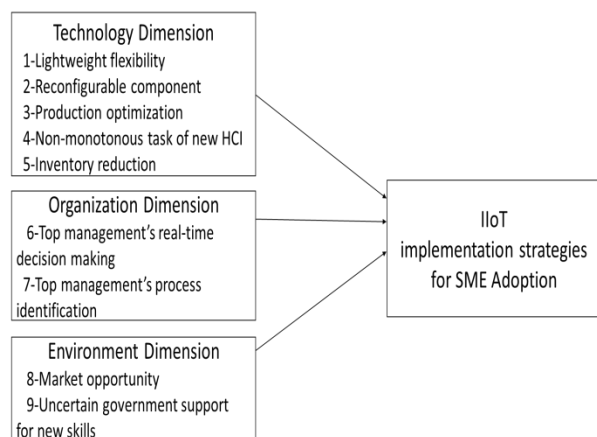 Technology Dimension
1-Lightweight flexibility
2-Reconfigurable component
3-Production optimization
4-Non-monotonous task of new HCI
5-Inventory reduction
Organization Dimension
6-Top management's real-time
decision making
7-Top management's process
identification
Environment Dimension
8-Market opportunity
9-Uncertain government support
for new skills
IIoT
implementation strategies
for SME Adoption